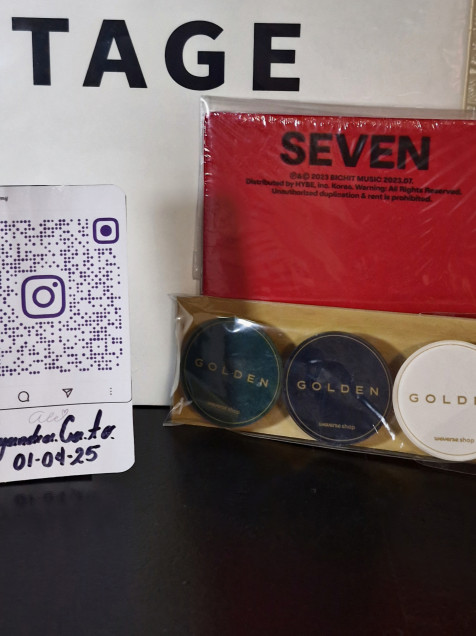 TAGE
SEVEN
℗&© 2023 BIGHIT MUSIC 2023.07.
Distributed by HYBE, Inc. Korea. Warning: All Rights Reserved.
Unauthorized duplication & rent is prohibited.
GOLDEN
GOLDEN
GOLDEN
weverse shop
weverse shop
01-04-25